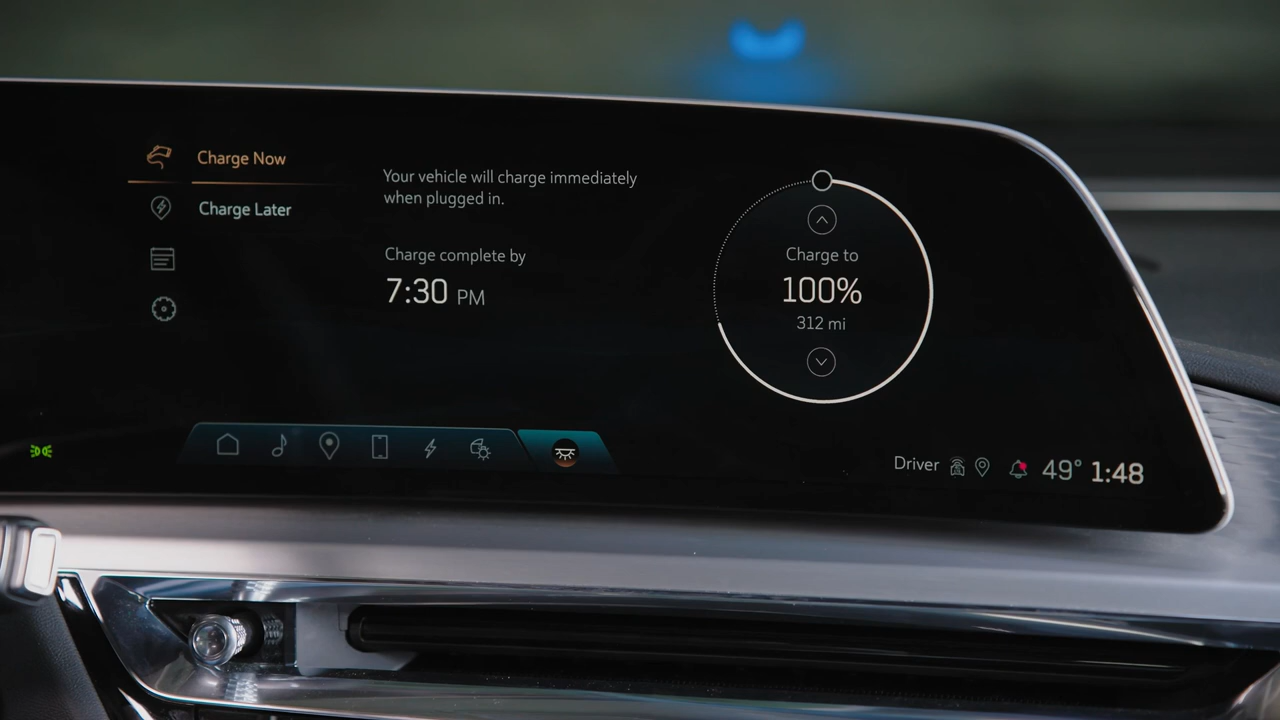 Charge Now
Charge Later
Your vehicle will charge immediately
when plugged in.
Charge complete by
7:30 PM
Charge to
100%
312 mi
Driver 49° 1:48